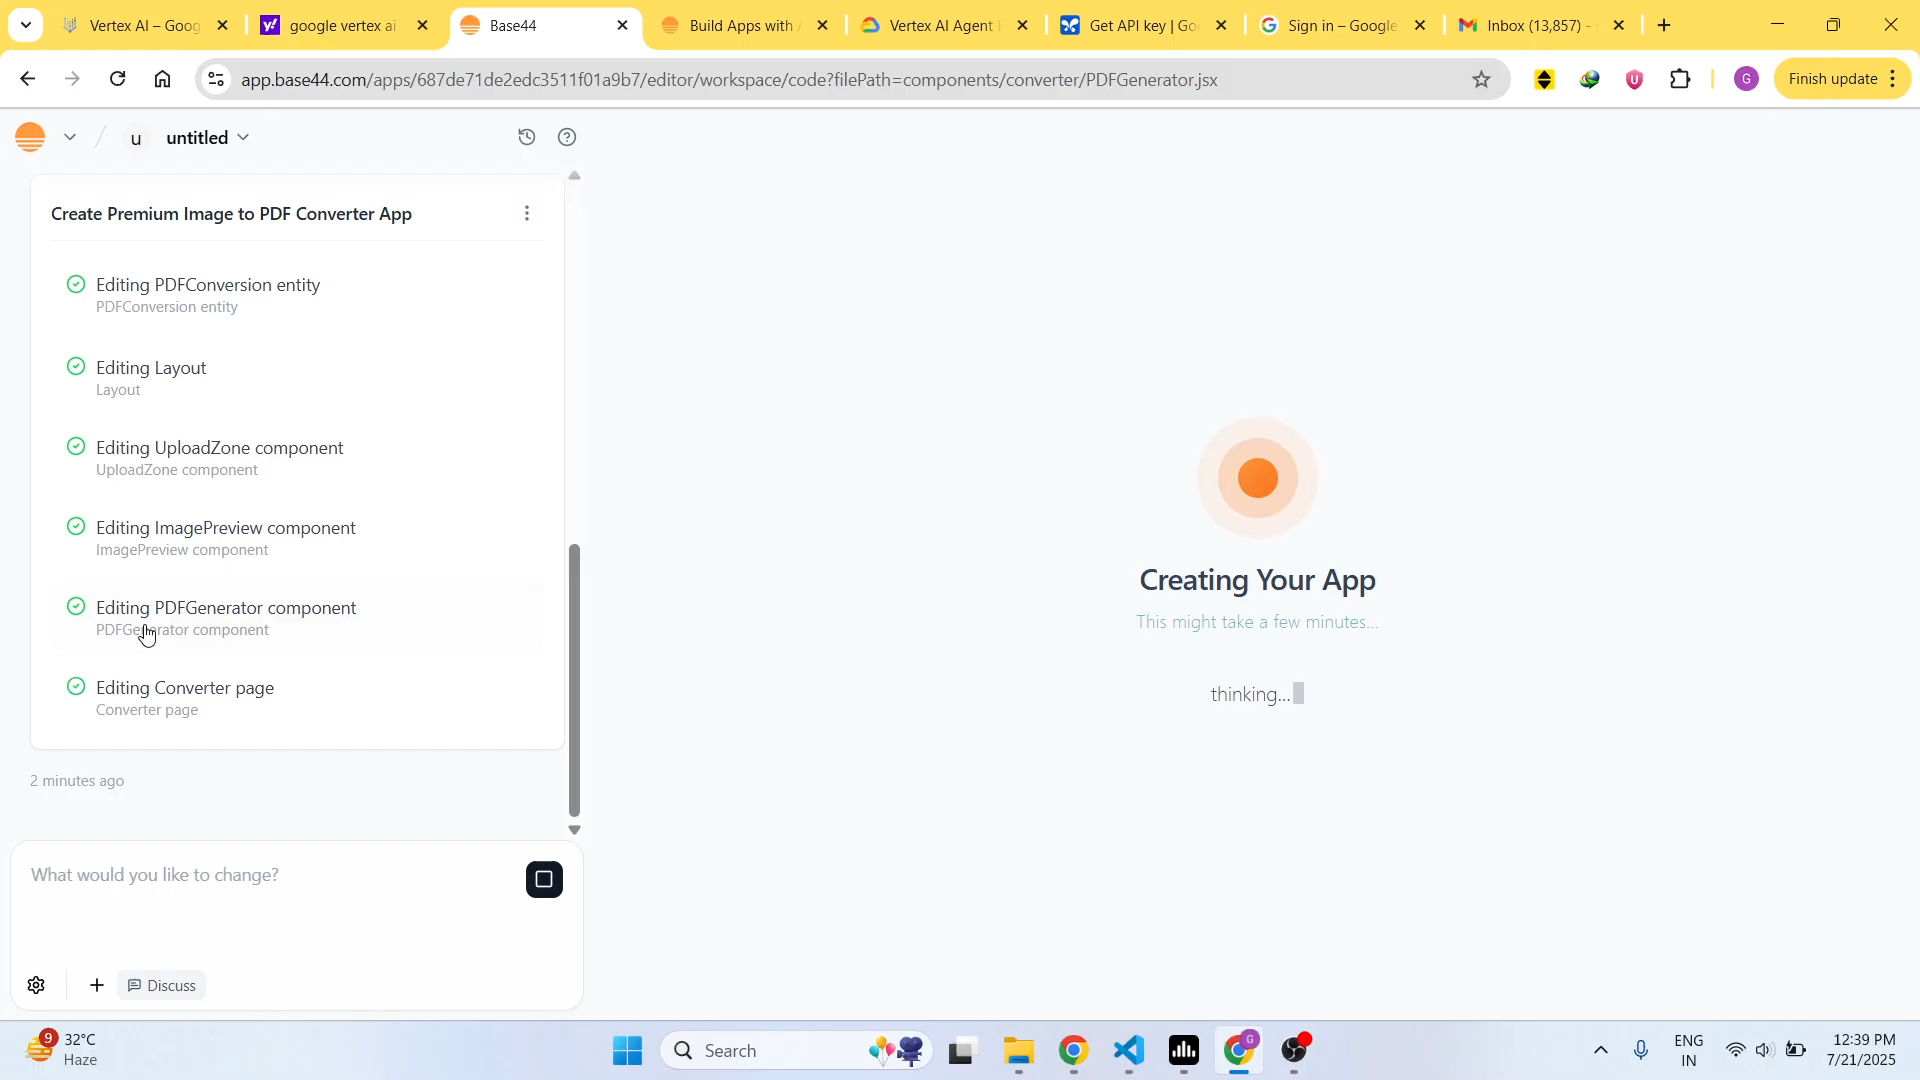 Vertex AI – Goog
google vertex ai
Base44
Build Apps with
Vertex AI Agent
Get API key | Go
Sign in – Google
Inbox (13,857) -
app.base44.com/apps/687de71de2edc3511f01a9b7/editor/workspace/code?filePath=components/converter/PDFGenerator.jsx
G
Finish update
u
untitled
Create Premium Image to PDF Converter App
Editing PDFConversion entity
PDFConversion entity
Editing Layout
Layout
Editing UploadZone component
UploadZone component
Editing ImagePreview component
ImagePreview component
Editing PDFGenerator component
PDFGenerator component
Editing Converter page
Converter page
2 minutes ago
Creating Your App
This might take a few minutes...
thinking...
What would you like to change?
Discuss
9
32°C
Haze
Search
G
ENG
IN
12:39 PM
7/21/2025